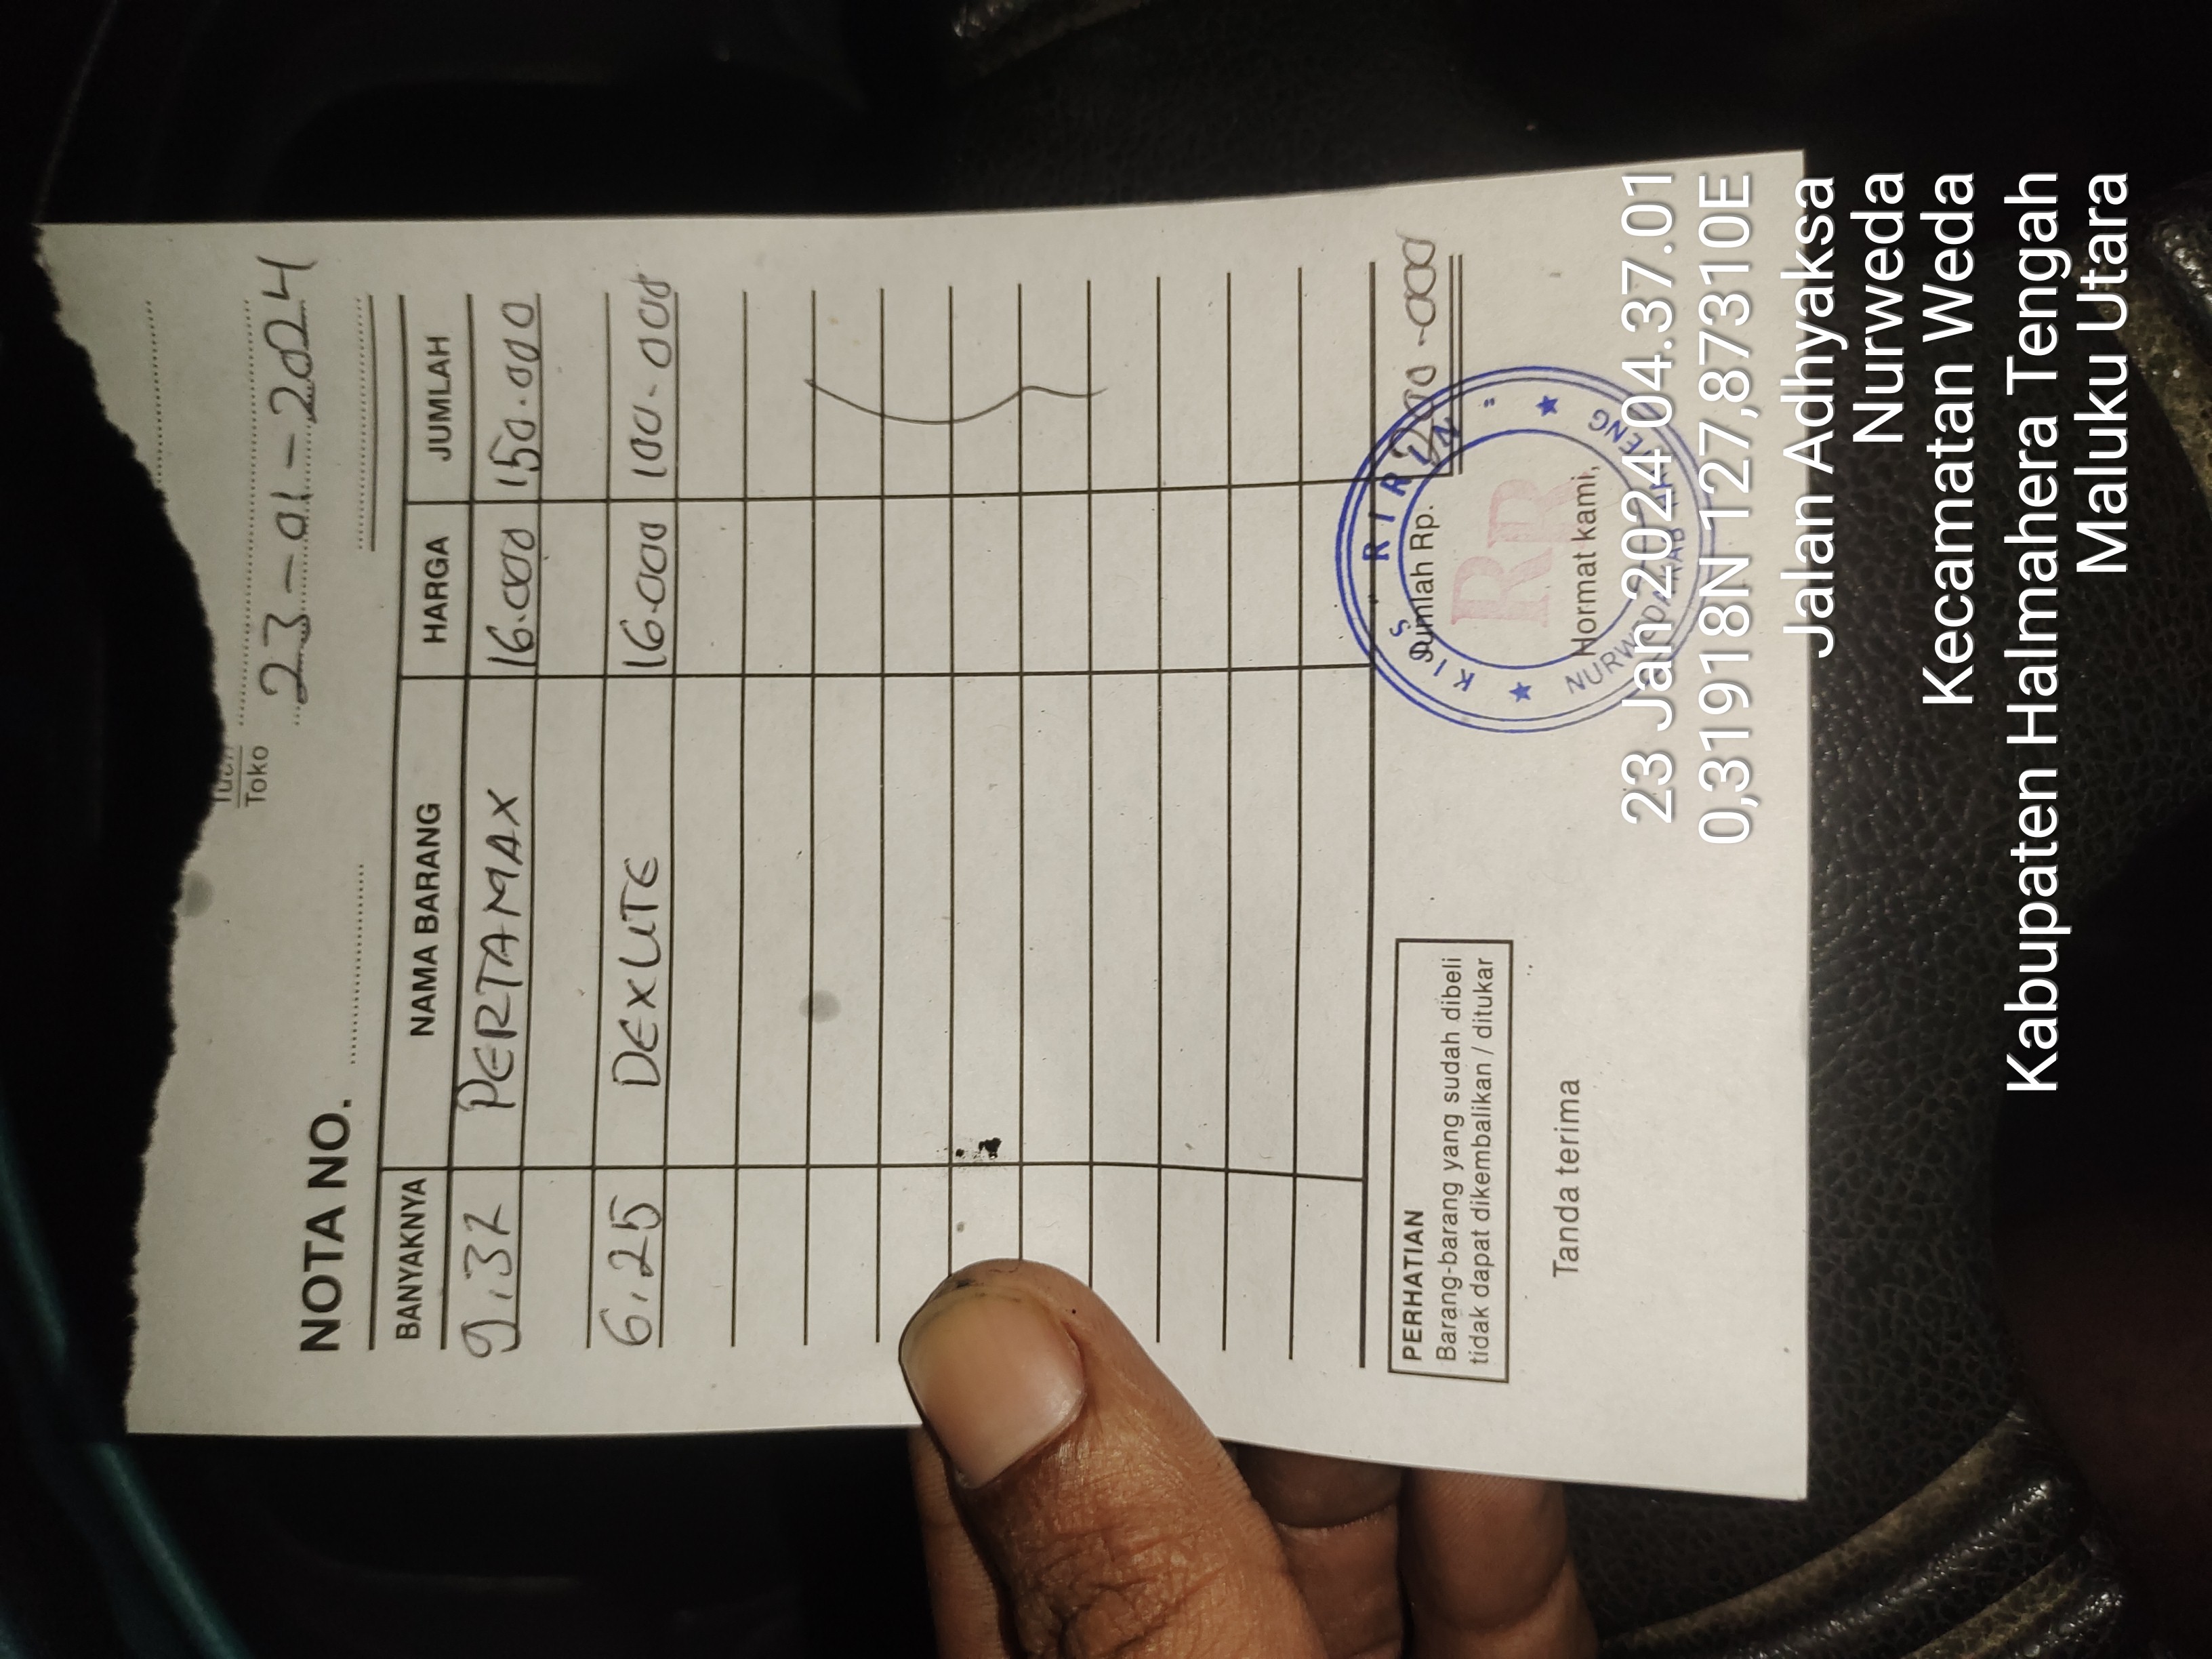 Toko
23-01-2024
NOTA NO.
BANYAKNYA NAMA BARANG HARGA JUMLAH
9.37 PERTAMAX 16.000 150.000
6.25 DEXLITE 16.000 100.000
Jumlah Rp. 000
PERHATIAN
Barang-barang yang sudah dibeli
tidak dapat dikembalikan / ditukar
Tanda terima
Hormat kami,
KIOS "RIRIN"
RR
23 Jan 2024 04.37.01
0,31918N 127,87310E
Jalan Adhyaksa
Nurweda
Kecamatan Weda
Kabupaten Halmahera Tengah
Maluku Utara